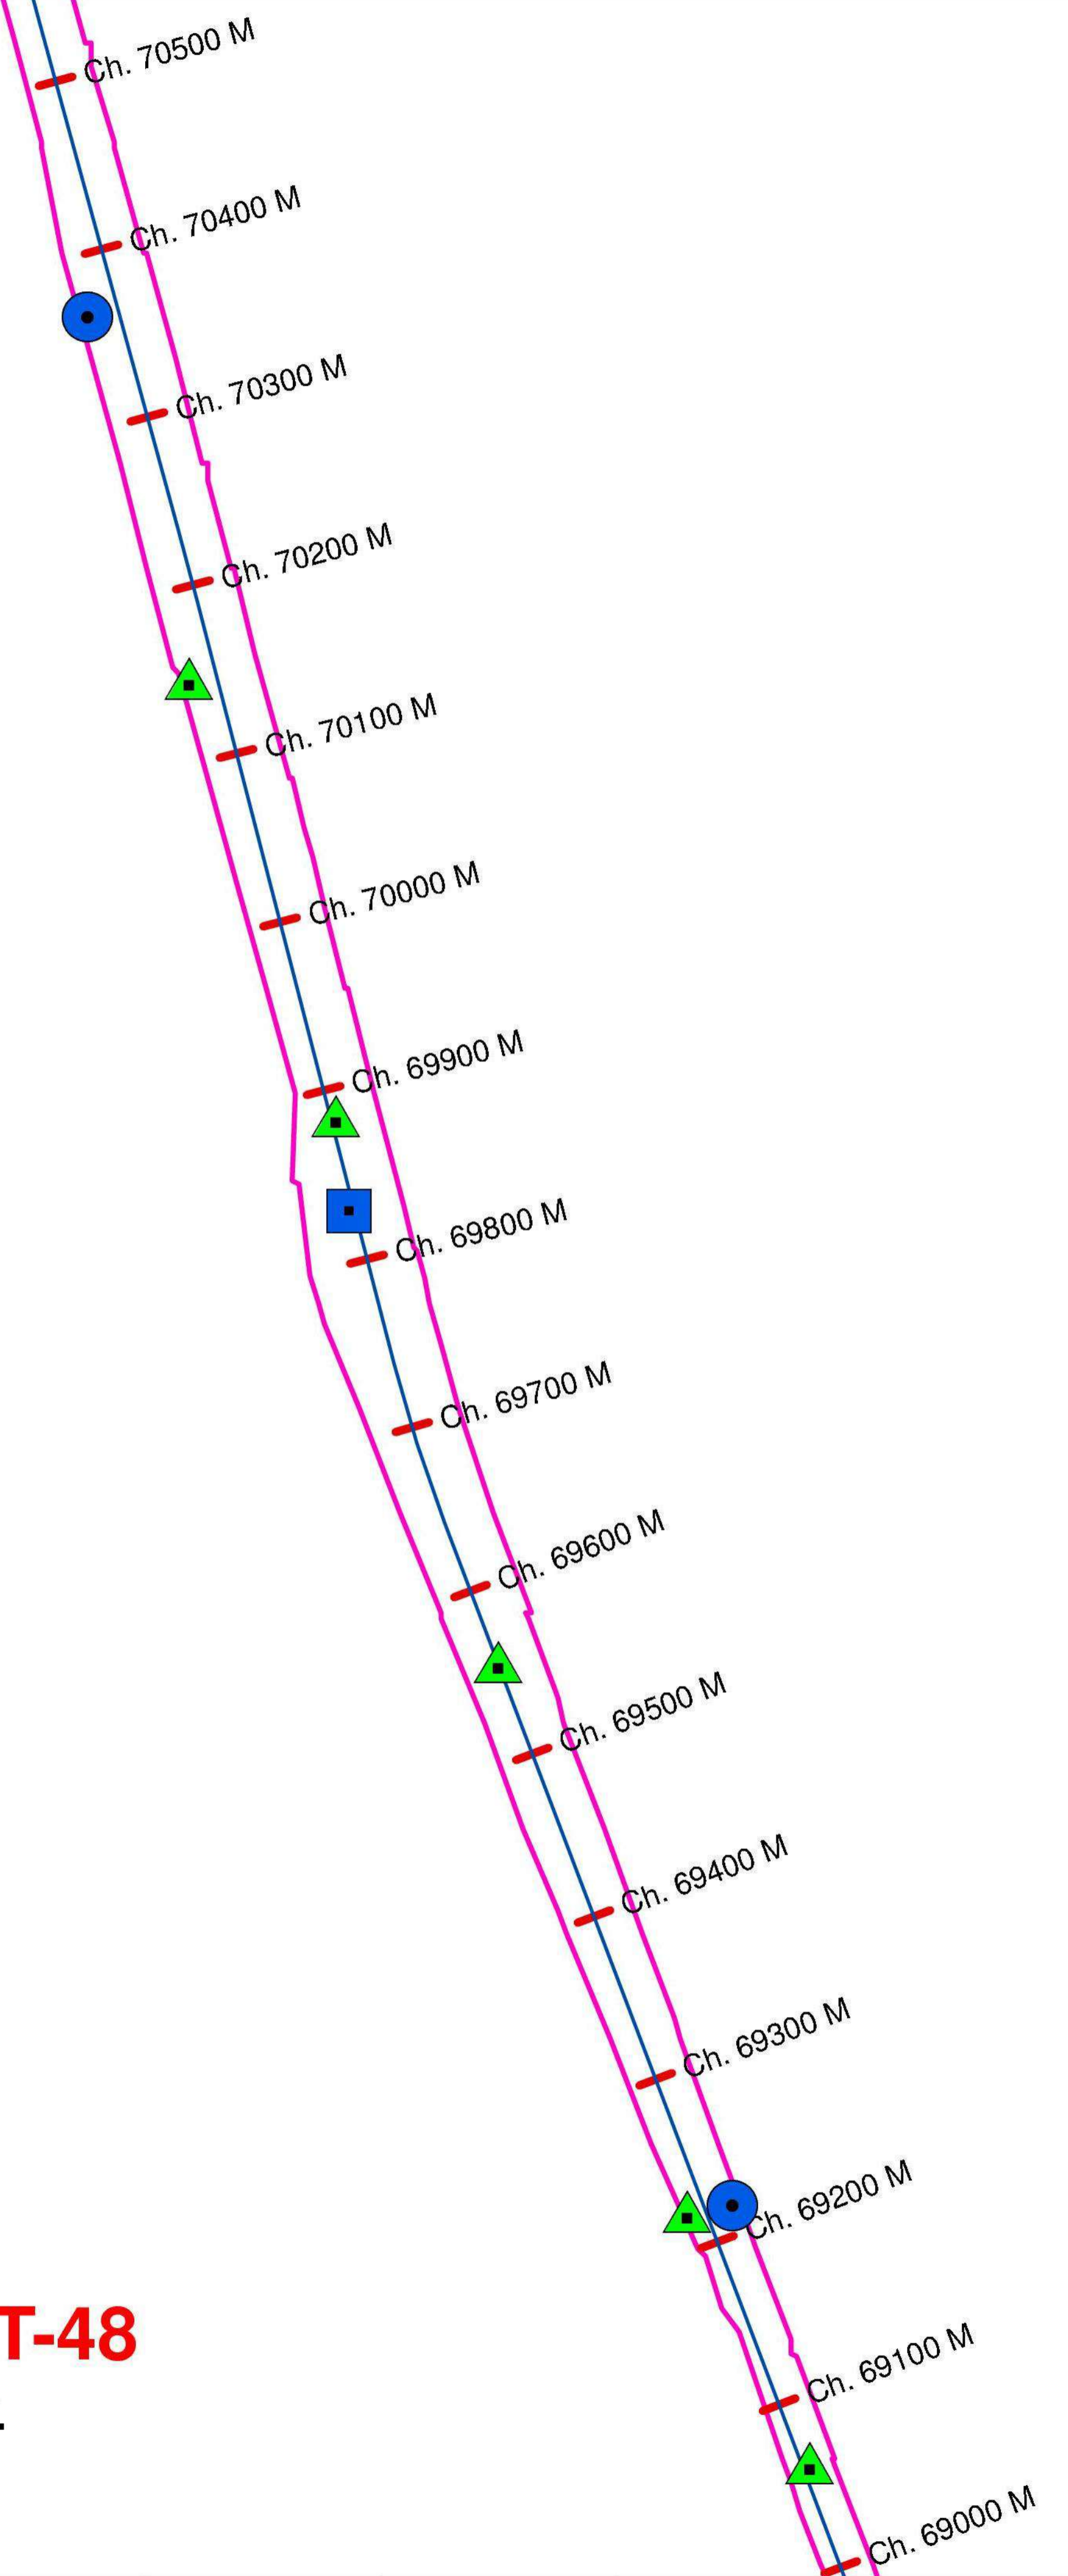 Ch. 70500 M
Ch. 70400 M
Ch. 70300 M
Ch. 70200 M
Ch. 70100 M
Ch. 70000 M
Ch. 69900 M
Ch. 69800 M
Ch. 69700 M
Ch. 69600 M
Ch. 69500 M
Ch. 69400 M
Ch. 69300 M
Ch. 69200 M
T-48
Ch. 69100 M
Ch. 69000 M